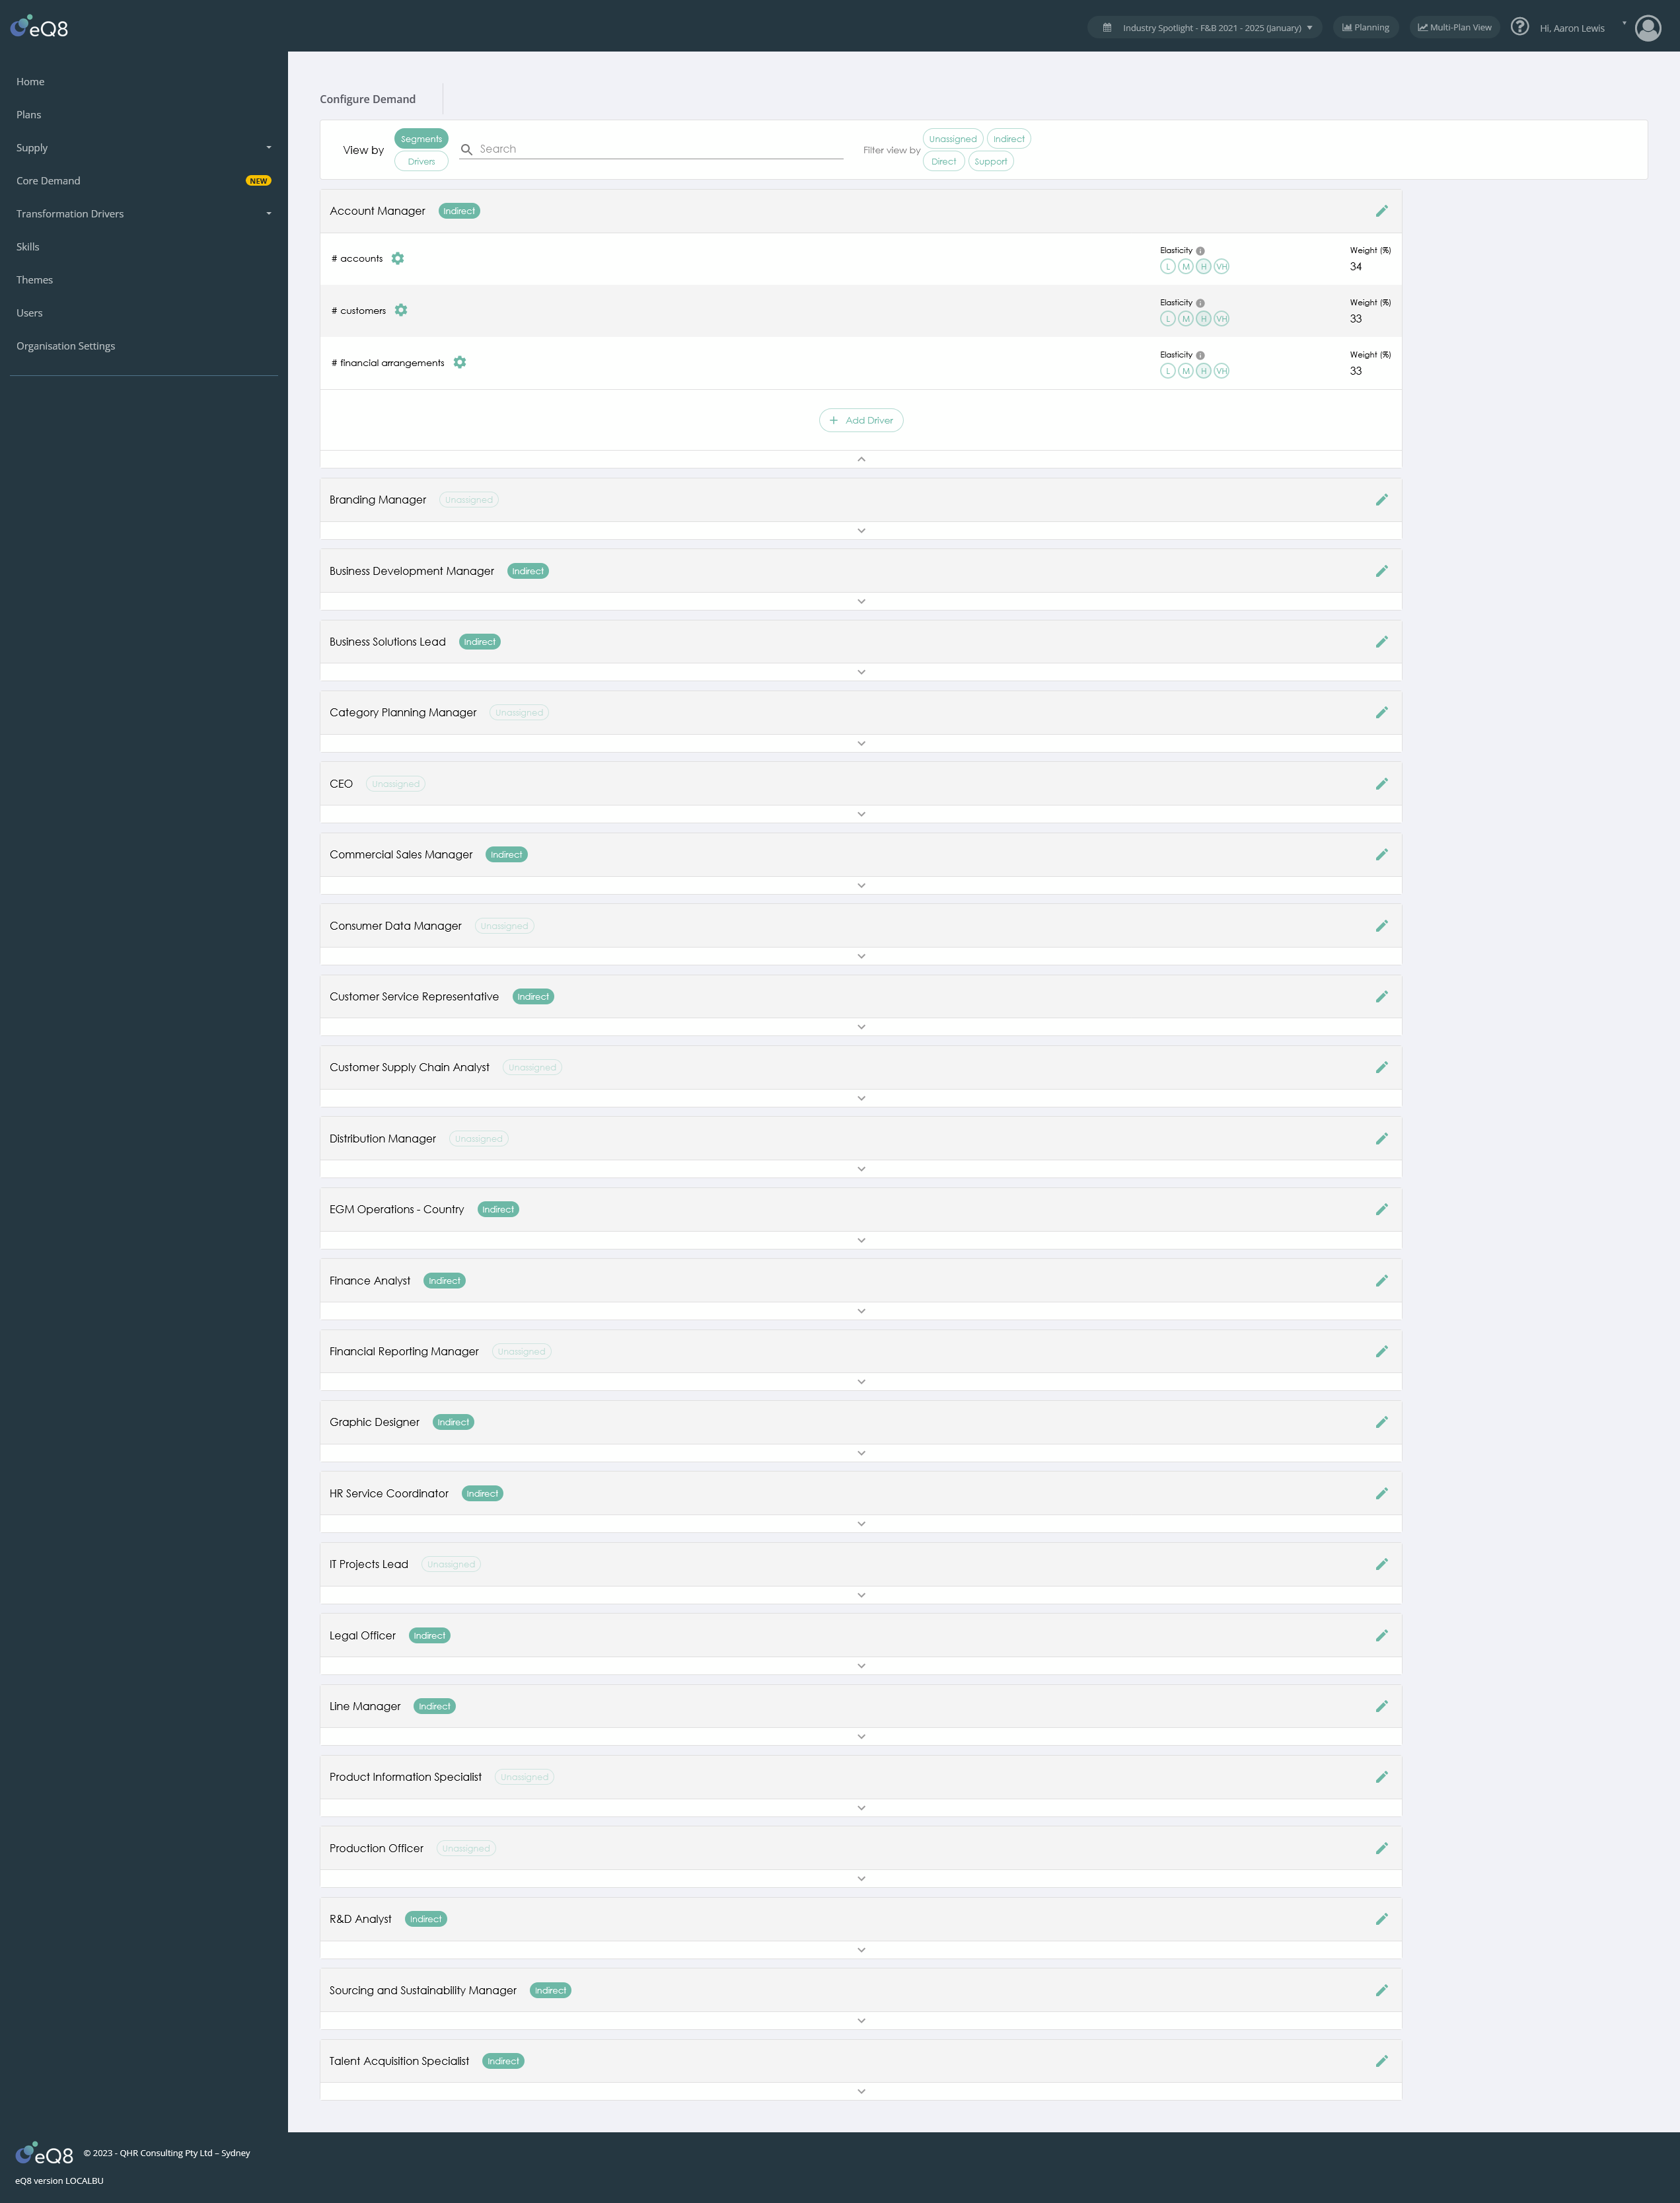 eQ8
Industry Spotlight - F&B 2021 - 2025 (January)
Planning
Multi-Plan View
Hi, Aaron Lewis
Home
Plans
Supply
Core Demand NEW
Transformation Drivers
Skills
Themes
Users
Organisation Settings
Configure Demand
View by
Segments
Drivers
Search
Filter view by
Unassigned Indirect
Direct Support
Account Manager Indirect
# accounts
Elasticity
L M H VH
Weight (%)
34
# customers
Elasticity
L M H VH
Weight (%)
33
# financial arrangements
Elasticity
L M H VH
Weight (%)
33
+ Add Driver
Branding Manager Unassigned
Business Development Manager Indirect
Business Solutions Lead Indirect
Category Planning Manager Unassigned
CEO Unassigned
Commercial Sales Manager Indirect
Consumer Data Manager Unassigned
Customer Service Representative Indirect
Customer Supply Chain Analyst Unassigned
Distribution Manager Unassigned
EGM Operations - Country Indirect
Finance Analyst Indirect
Financial Reporting Manager Unassigned
Graphic Designer Indirect
HR Service Coordinator Indirect
IT Projects Lead Unassigned
Legal Officer Indirect
Line Manager Indirect
Product Information Specialist Unassigned
Production Officer Unassigned
R&D Analyst Indirect
Sourcing and Sustainability Manager Indirect
Talent Acquisition Specialist Indirect
eQ8 © 2023 - QHR Consulting Pty Ltd – Sydney
eQ8 version LOCALBU